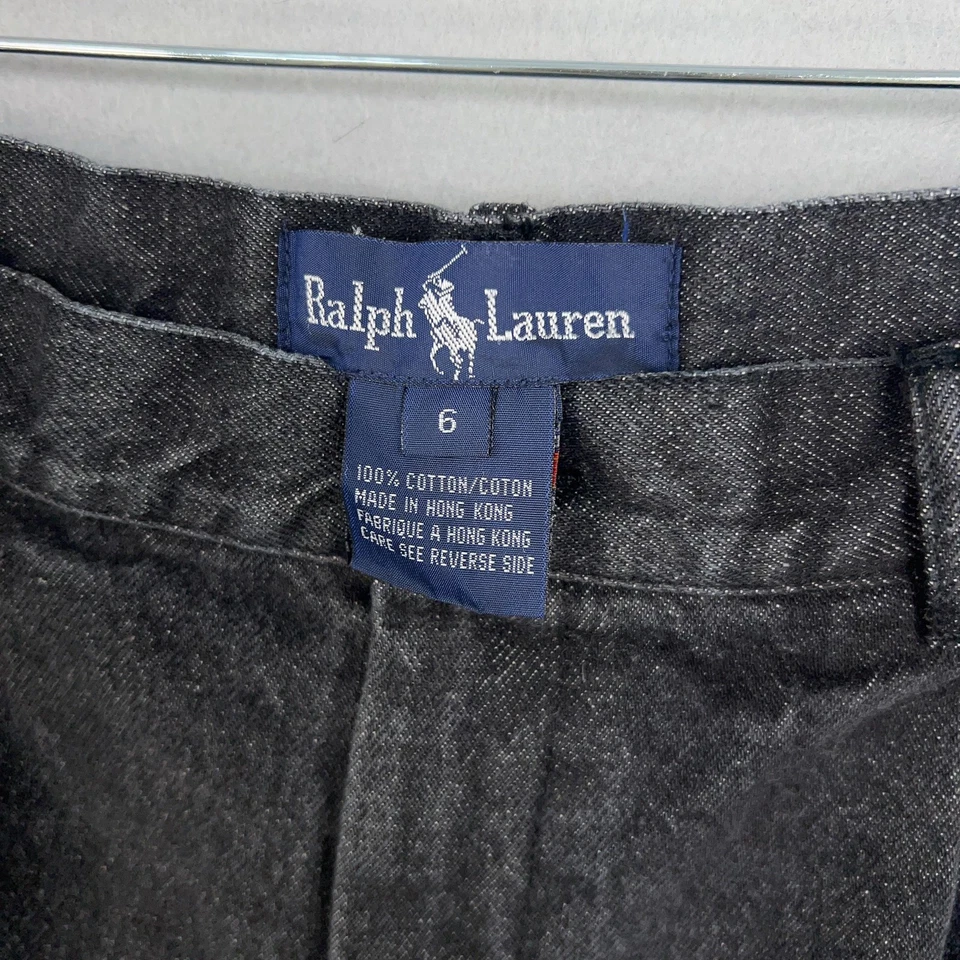 Ralph Lauren
6
100% COTTON/COTON
MADE IN HONG KONG
FABRIQUE A HONG KONG
CARE SEE REVERSE SIDE